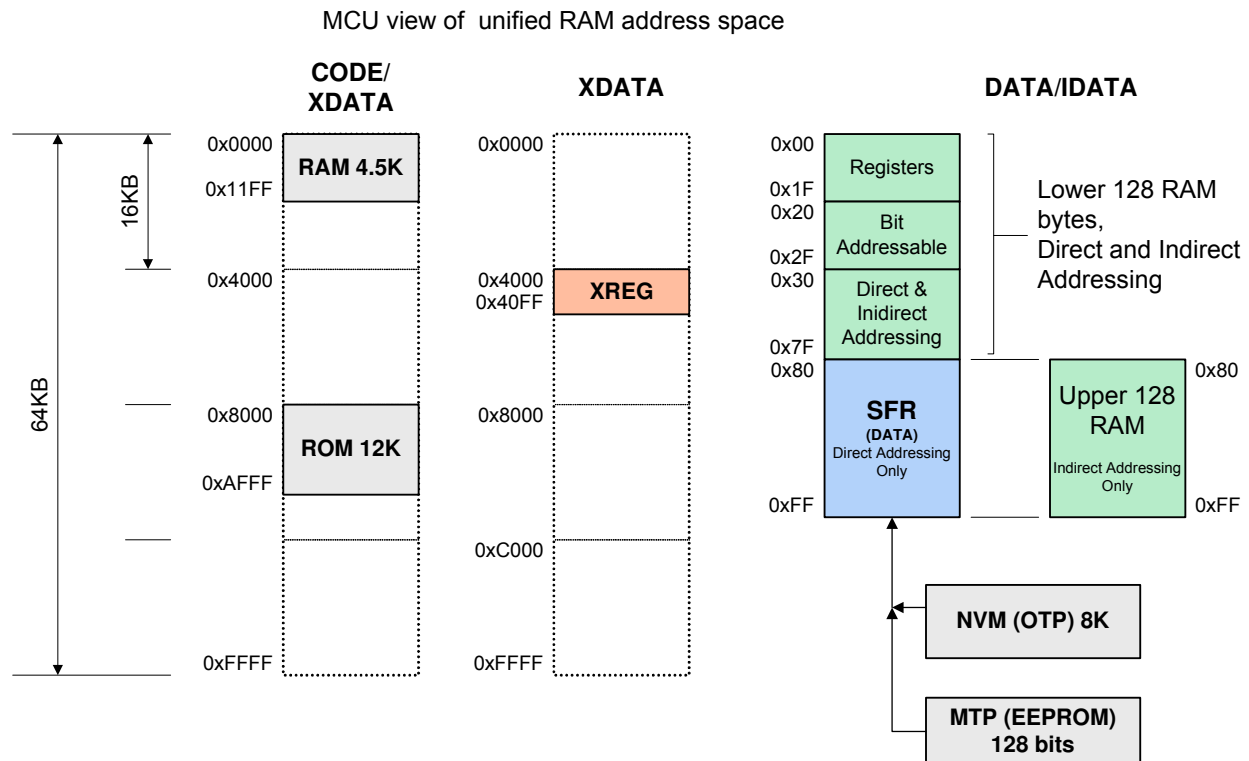 MCU view of  unified RAM address space
CODE/
XDATA
XDATA
DATA/IDATA
64KB
16KB
0x0000
RAM 4.5K
0x11FF
0x4000
0x8000
ROM 12K
0xAFFF
0xFFFF
0x0000
0x4000
XREG
0x40FF
0x8000
0xC000
0xFFFF
0x00
Registers
0x1F
0x20
Bit
Addressable
0x2F
0x30
Direct &
Inidirect
Addressing
0x7F
Lower 128 RAM
bytes,
Direct and Indirect
Addressing
0x80
SFR
(DATA)
Direct Addressing
Only
0xFF
0x80
Upper 128
RAM
Indirect Addressing
Only
0xFF
NVM (OTP) 8K
MTP (EEPROM)
128 bits